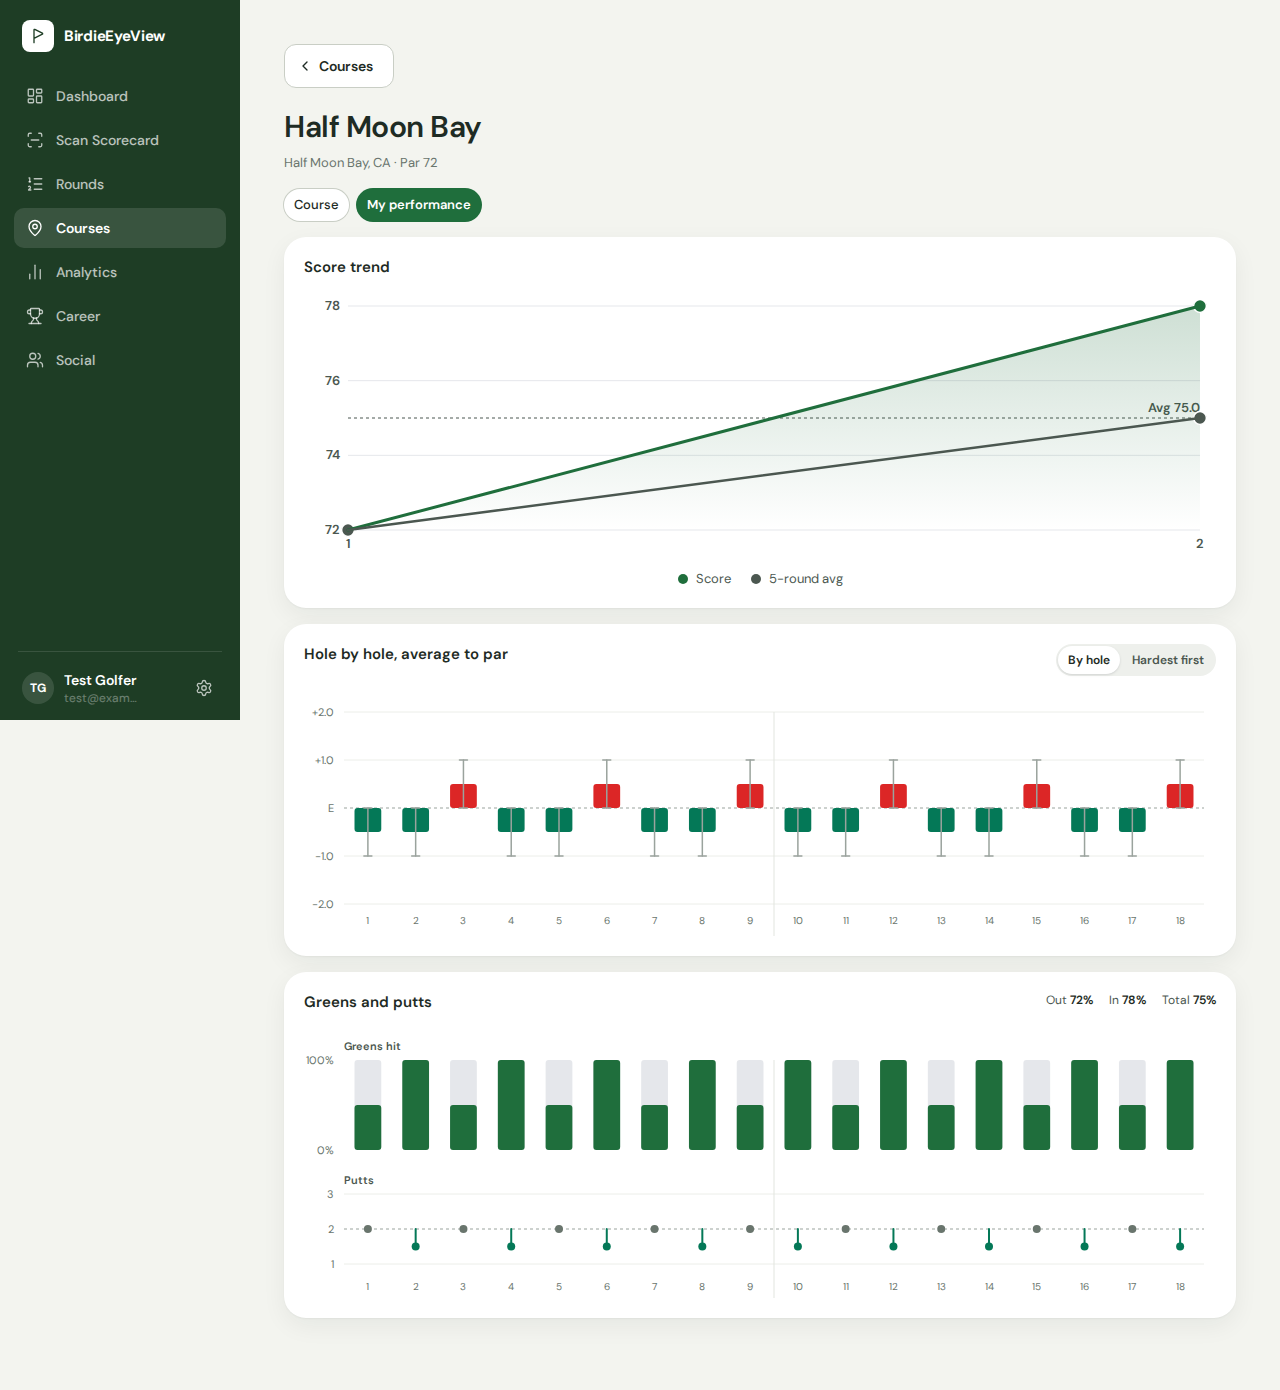 BirdieEyeView
Dashboard
Scan Scorecard
Rounds
Courses
Analytics
Career
Social
TG
Test Golfer
test@exam...
Courses
Half Moon Bay
Half Moon Bay, CA · Par 72
Course
My performance
Score trend
78
76
Avg 75.0
74
72
1
2
Score
5-round avg
Hole by hole, average to par
By hole
Hardest first
+2.0
+1.0
E
-1.0
-2.0
1 2 3 4 5 6 7 8 9 10 11 12 13 14 15 16 17 18
Greens and putts
Out 72% In 78% Total 75%
Greens hit
100%
0%
Putts
3
2
1
1 2 3 4 5 6 7 8 9 10 11 12 13 14 15 16 17 18